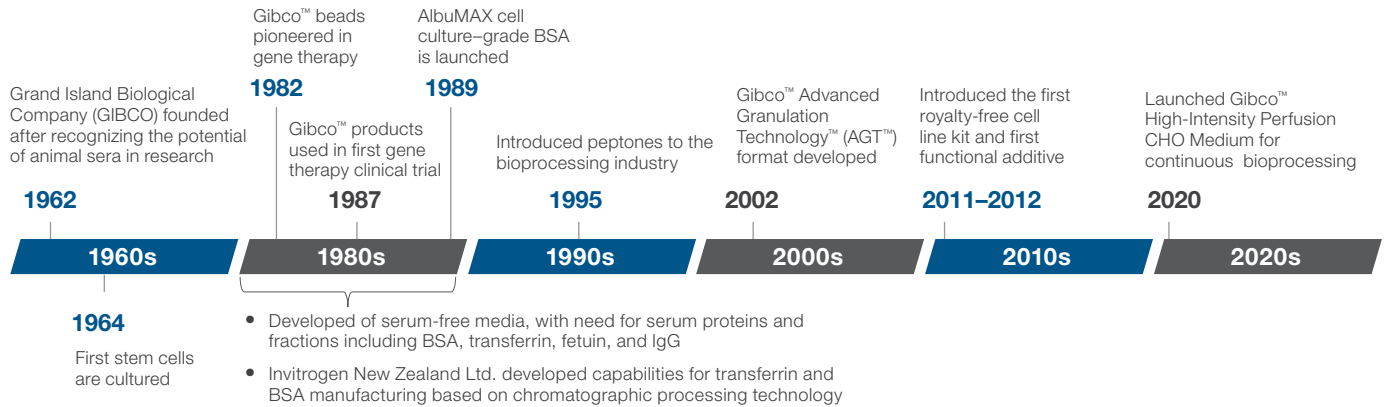 Grand Island Biological
Company (GIBCO) founded
after recognizing the potential
of animal sera in research
1962
Gibco™ beads
pioneered in
gene therapy
1982
Gibco™ products
used in first gene
therapy clinical trial
1987
AlbuMAX cell
culture–grade BSA
is launched
1989
Introduced peptones to the
bioprocessing industry
1995
Gibco™ Advanced
Granulation
Technology™ (AGT™)
format developed
2002
Introduced the first
royalty-free cell
line kit and first
functional additive
2011–2012
Launched Gibco™
High-Intensity Perfusion
CHO Medium for
continuous bioprocessing
2020
1960s
1980s
1990s
2000s
2010s
2020s
1964
First stem cells
are cultured
• Developed of serum-free media, with need for serum proteins and
fractions including BSA, transferrin, fetuin, and IgG
• Invitrogen New Zealand Ltd. developed capabilities for transferrin and
BSA manufacturing based on chromatographic processing technology